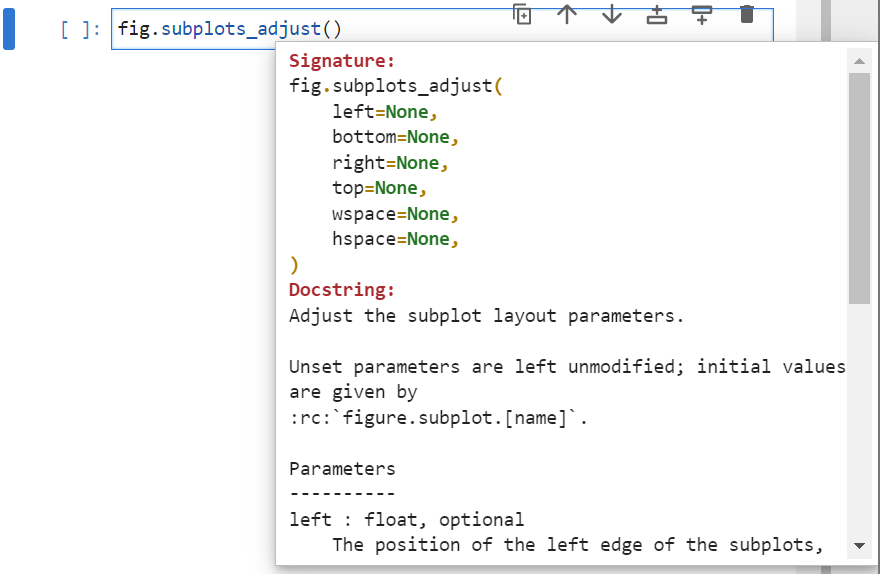 [ ]: fig.subplots_adjust()
Signature:
fig.subplots_adjust(
    left=None,
    bottom=None,
    right=None,
    top=None,
    wspace=None,
    hspace=None,
)
Docstring:
Adjust the subplot layout parameters.

Unset parameters are left unmodified; initial values
are given by
:rc:`figure.subplot.[name]`.

Parameters
----------
left : float, optional
    The position of the left edge of the subplots,